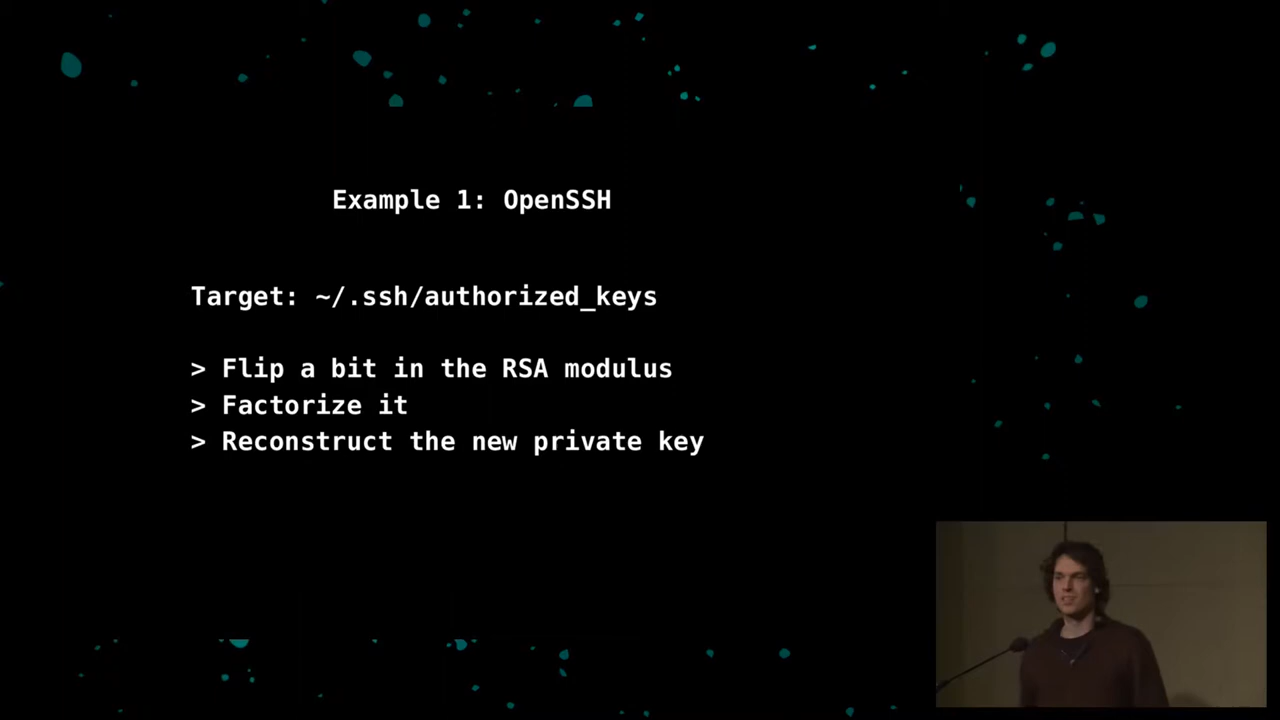 Example 1: OpenSSH
Target: ~/.ssh/authorized_keys
> Flip a bit in the RSA modulus
> Factorize it
> Reconstruct the new private key